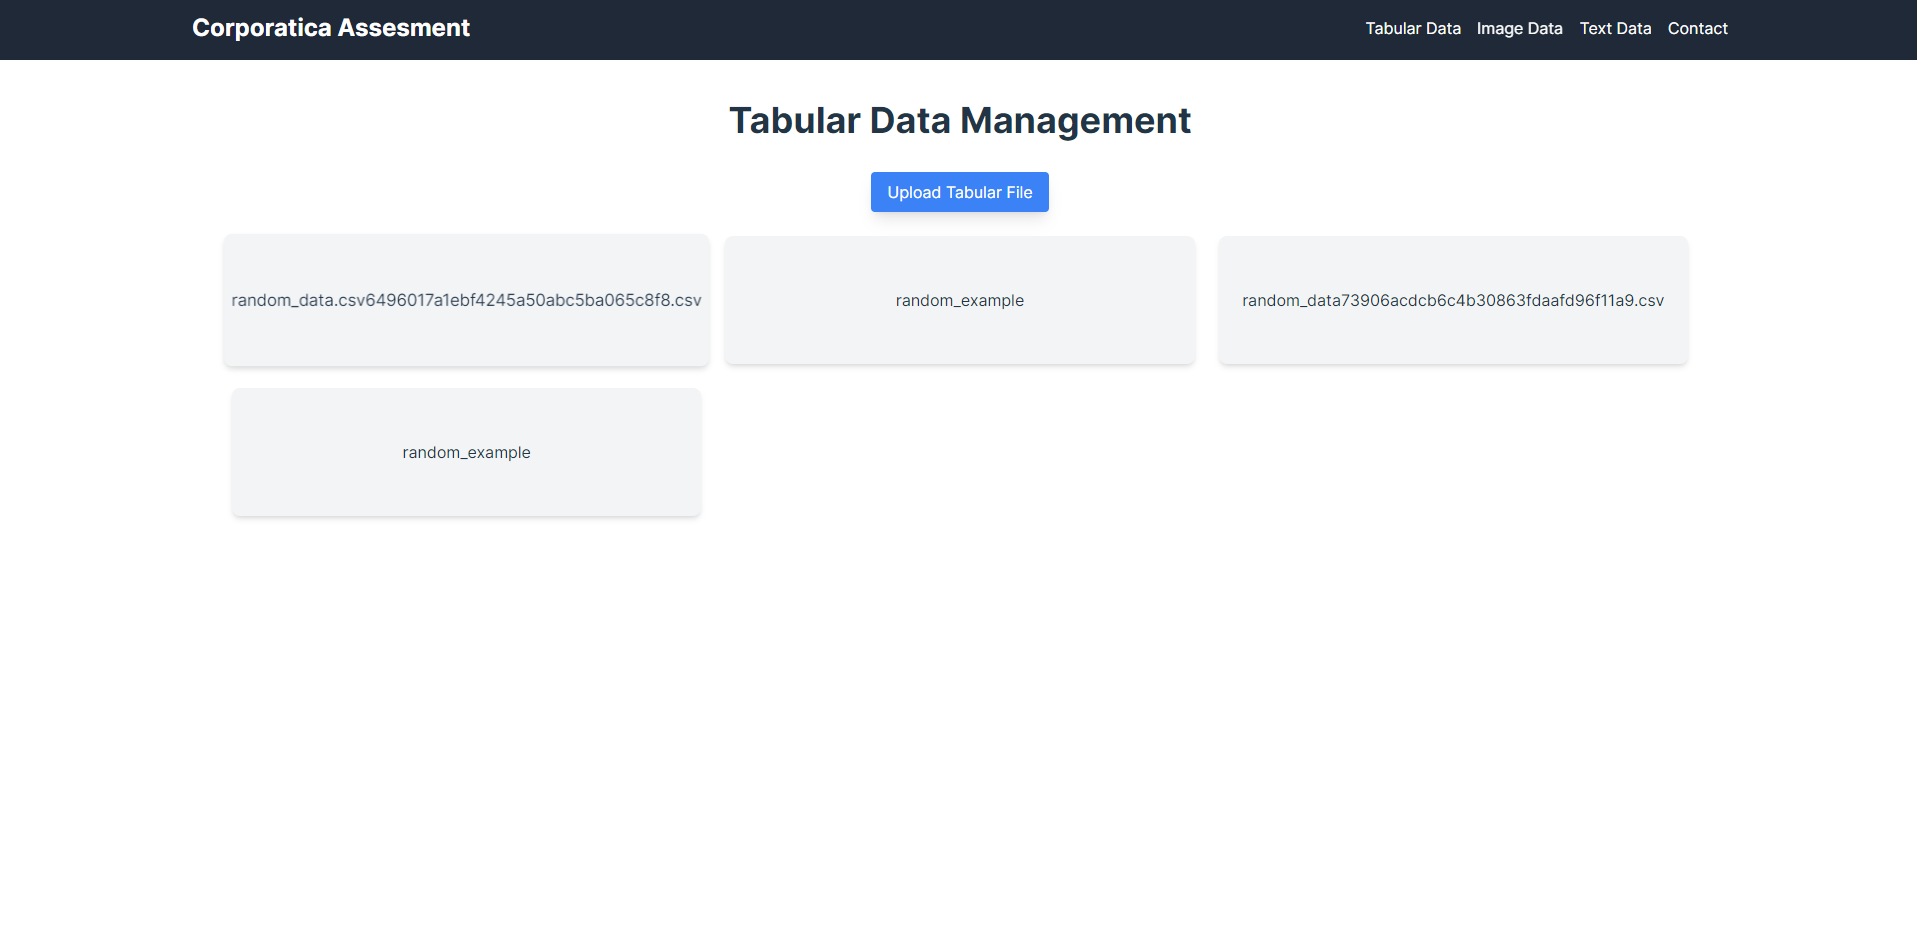 Corporatica Assesment
Tabular Data Image Data Text Data Contact
Tabular Data Management
Upload Tabular File
random_data.csv6496017a1ebf4245a50abc5ba065c8f8.csv
random_example
random_data73906acdcb6c4b30863fdaafd96f11a9.csv
random_example